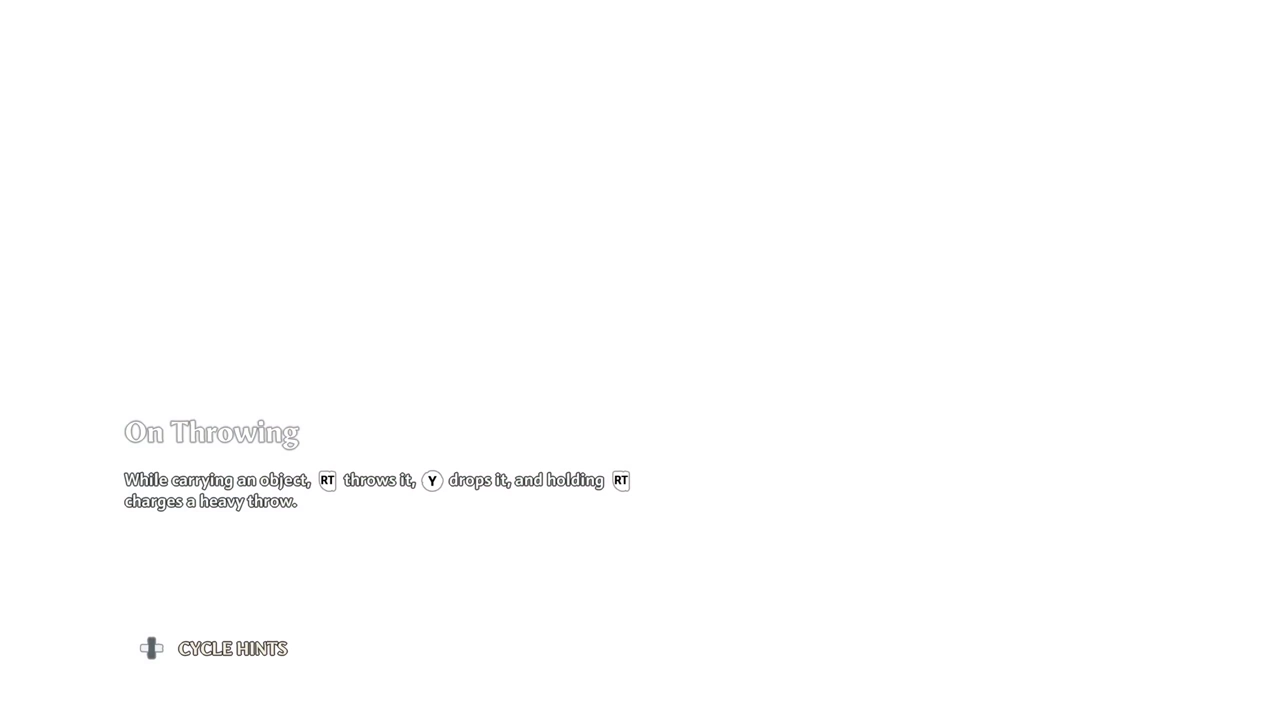 On Throwing
While carrying an object, RT throws it, Y drops it, and holding RT
charges a heavy throw.
CYCLE HINTS